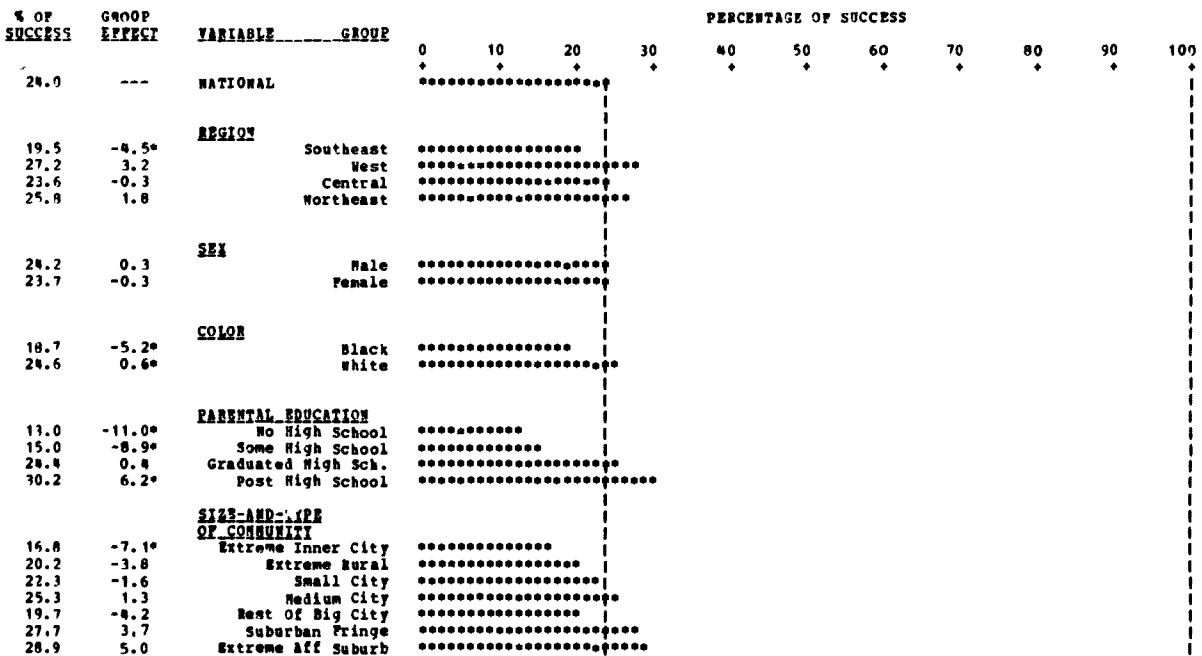 % OF GROUP PERCENTAGE OF SUCCESS
SUCCESS EFFECT VARIABLE GROUP
0 10 20 30 40 50 60 70 80 90 100
+ + + + + + + + + + +
24.0 --- NATIONAL
REGION
19.5 -4.5* Southeast
27.2 3.2 West
23.6 -0.3 Central
25.8 1.8 Northeast
SEX
24.2 0.3 Male
23.7 -0.3 Female
COLOR
18.7 -5.2* Black
24.6 0.6* White
PARENTAL EDUCATION
13.0 -11.0* No High School
15.0 -8.9* Some High School
24.4 0.4 Graduated High Sch.
30.2 6.2* Post High School
SIZE-AND-TYPE
OF COMMUNITY
16.8 -7.1* Extreme Inner City
20.2 -3.8 Extreme Rural
22.3 -1.6 Small City
25.3 1.3 Medium City
19.7 -4.2 Rest Of Big City
27.7 3.7 Suburban Fringe
28.9 5.0 Extreme Aff Suburb